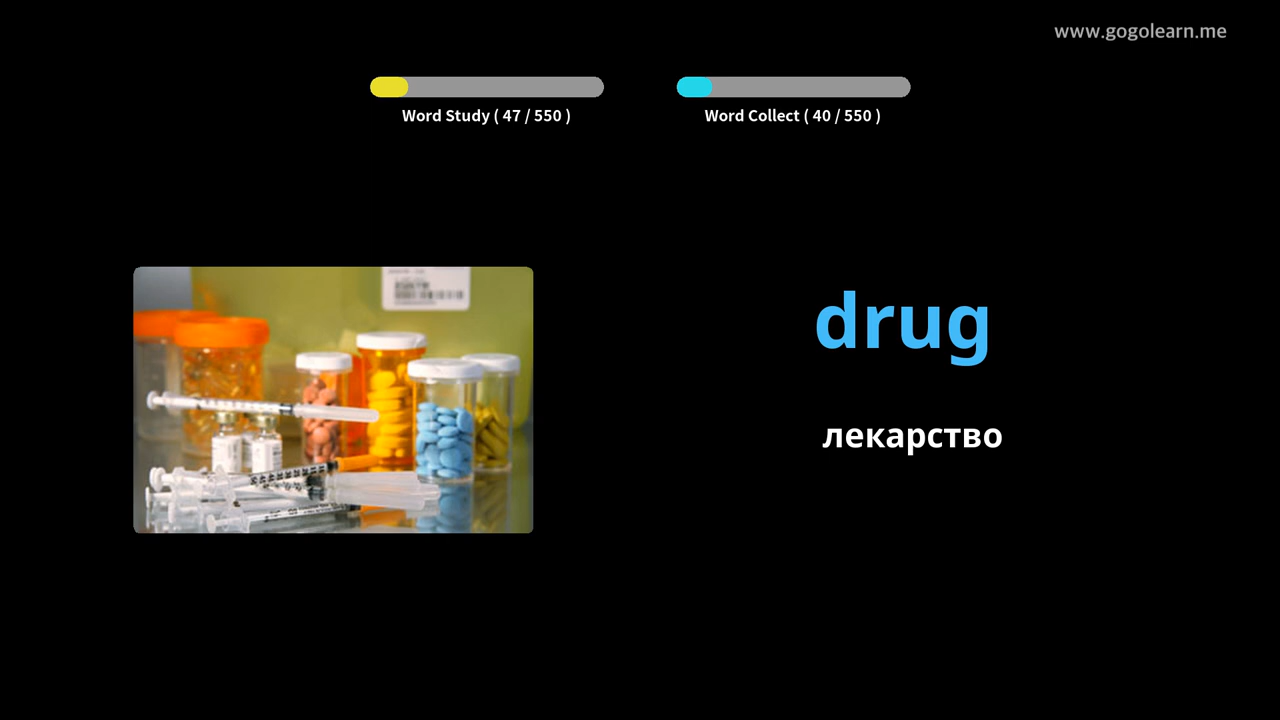 www.gogolearn.me
Word Study ( 47 / 550 )
Word Collect ( 40 / 550 )
drug
лекарство